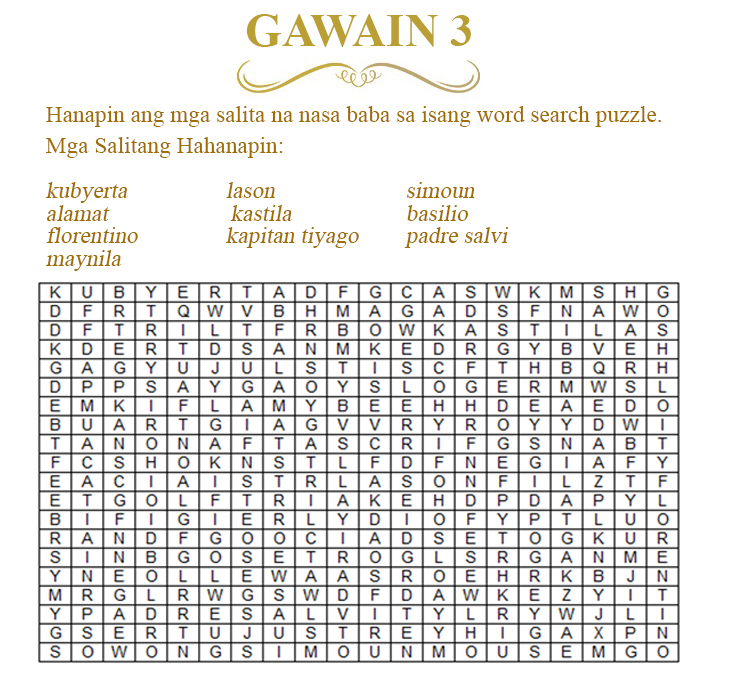 GAWAIN 3
Hanapin ang mga salita na nasa baba sa isang word search puzzle.
Mga Salitang Hahanapin:
kubyerta lason simoun
alamat kastila basilio
florentino kapitan tiyago padre salvi
maynila
K U B Y E R T A D F G C A S W K M S H G
D F R T Q W V B H M A G A D S F N A W O
D F T R I L T F R B O W K A S T I L A S
K D E R T D S A N M K E D R G Y B V E H
G A G Y U J U L S T I S C F T H B Q R H
D P P S A Y G A O Y S L O G E R M W S L
E M K I F L A M Y B E E H H D E A E D O
B U A R T G I A G V V R Y R O Y Y D W I
T A N O N A F T A S C R I F G S N A B T
F C S H O K N S T L F D F N E G I A F Y
E A C I A I S T R L A S O N F I L Z T F
E T G O L F T R I A K E H D P D A P Y L
B I F I G I E R L Y D I O F Y P T L U O
R A N D F G O O C I A D S E T O G K U R
S I N B G O S E T R O G L S R G A N M E
Y N E O L L E W A A S R O E H R K B J N
M R G L R W G S W D F D A W K E Z Y I T
Y P A D R E S A L V I T Y L R Y W J L I
G S E R T U J U S T R E Y H I G A X P N
S O W O N G S I M O U N M O U S E M G O